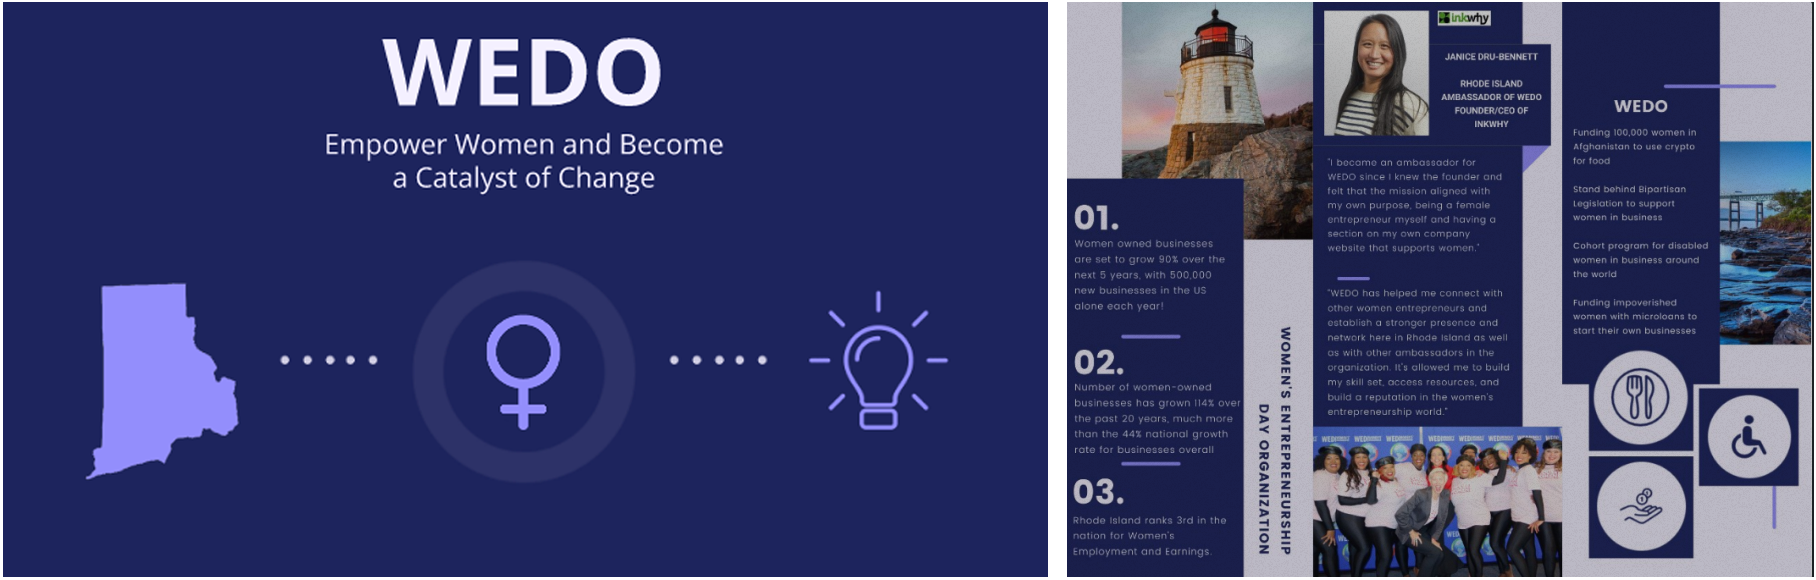 WEDO
Empower Women and Become
a Catalyst of Change
01.
Women owned businesses
are set to grow 90% over the
next 5 years, with 500,000
new businesses in the US
alone each year!
02.
Number of women-owned
businesses has grown 114% over
the past 20 years, much more
than the 44% national growth
rate for businesses overall
03.
Rhode Island ranks 3rd in the
nation for Women's
Employment and Earnings.
WOMEN'S ENTREPRENEURSHIP
DAY ORGANIZATION
inkwhy
JANICE DRU-BENNETT
RHODE ISLAND
AMBASSADOR OF WEDO
FOUNDER/CEO OF
INKWHY
"I became an ambassador for
WEDO since I knew the founder and
felt that the mission aligned with
my own purpose, being a female
entrepreneur myself and having a
section on my own company
website that supports women."
"WEDO has helped me connect with
other women entrepreneurs and
establish a stronger presence and
network here in Rhode Island as well
as with other ambassadors in the
organization. It's allowed me to build
my skill set, access resources, and
build a reputation in the women's
entrepreneurship world."
WEDO
Funding 100,000 women in
Afghanistan to use crypto
for food
Stand behind Bipartisan
Legislation to support
women in business
Cohort program for disabled
women in business around
the world
Funding impoverished
women with microloans to
start their own businesses